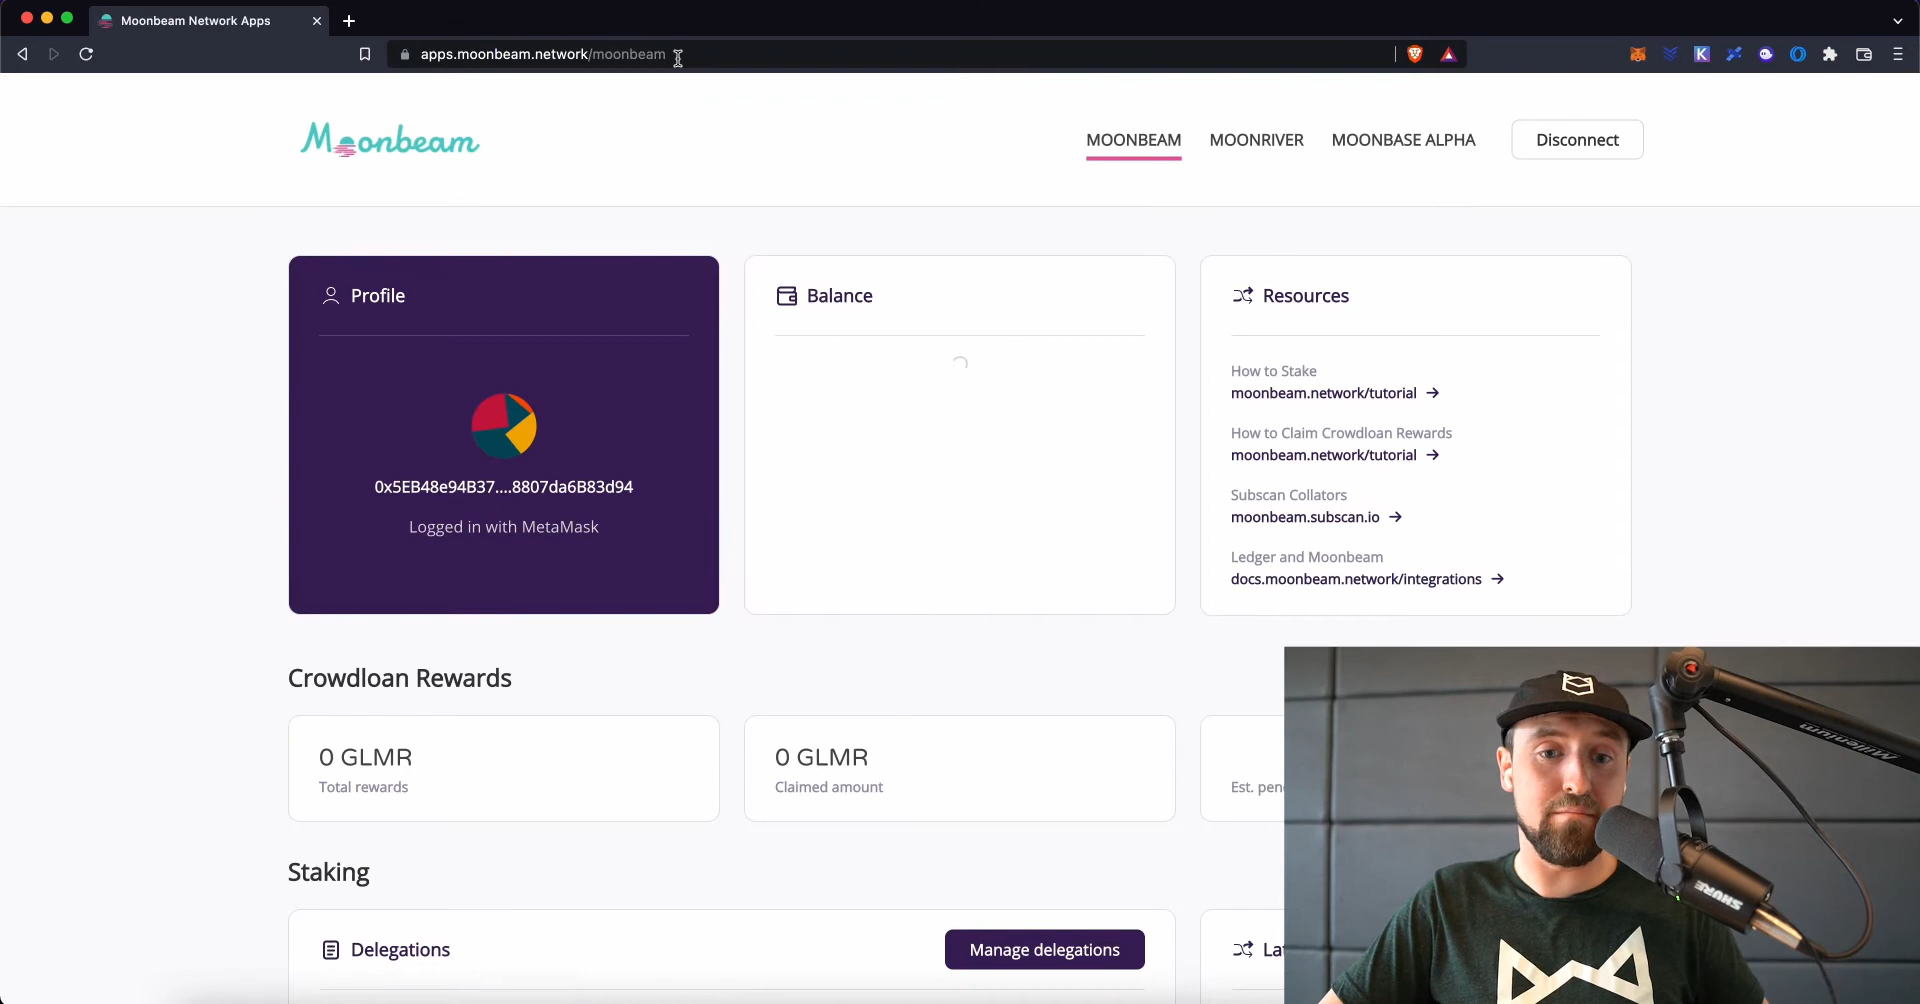 Moonbeam Network Apps
apps.moonbeam.network/moonbeam
Moonbeam
MOONBEAM
MOONRIVER
MOONBASE ALPHA
Disconnect
Profile
0x5EB48e94B37....8807da6B83d94
Logged in with MetaMask
Balance
Resources
How to Stake
moonbeam.network/tutorial →
How to Claim Crowdloan Rewards
moonbeam.network/tutorial →
Subscan Collators
moonbeam.subscan.io →
Ledger and Moonbeam
docs.moonbeam.network/integrations →
Crowdloan Rewards
0 GLMR
Total rewards
0 GLMR
Claimed amount
Est.
Staking
Delegations
Manage delegations
Millenium
SHURE